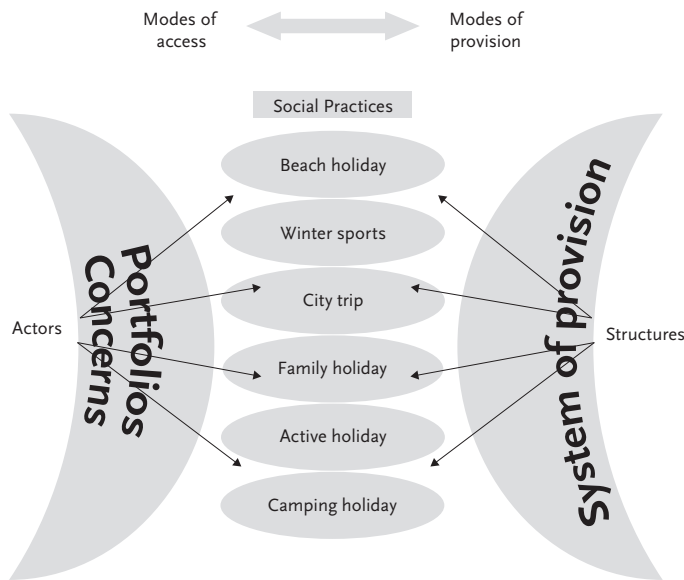 Modes of
access
Modes of
provision
Social Practices
Beach holiday
Winter sports
City trip
Family holiday
Active holiday
Camping holiday
Actors
Portfolios
Concerns
System of provision
Structures